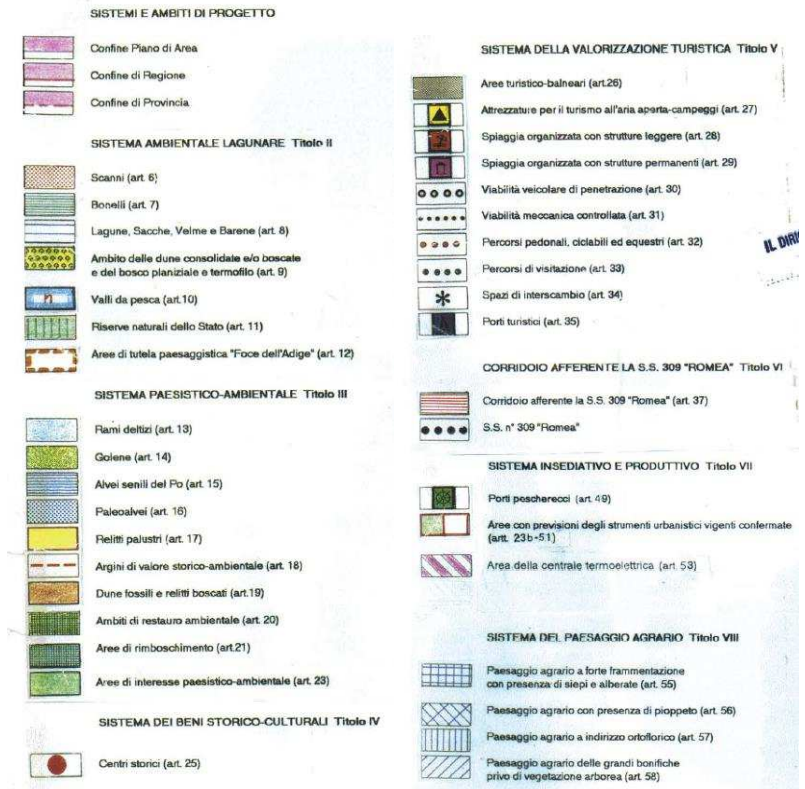 SISTEMI E AMBITI DI PROGETTO
Confine Piano di Area
Confine di Regione
Confine di Provincia
SISTEMA AMBIENTALE LAGUNARE Titolo II
Scanni (art. 6)
Bonelli (art. 7)
Lagune, Sacche, Velme e Barene (art. 8)
Ambito delle dune consolidate e/o boscate
e del bosco planiziale e termofilo (art. 9)
Valli da pesca (art.10)
Riserve naturali dello Stato (art. 11)
Aree di tutela paesaggistica "Foce dell'Adige" (art. 12)
SISTEMA PAESISTICO-AMBIENTALE Titolo III
Rami deltizi (art. 13)
Golene (art. 14)
Alvei senili del Po (art. 15)
Paleoalvei (art. 16)
Relitti palustri (art. 17)
Argini di valore storico-ambientale (art. 18)
Dune fossili e relitti boscati (art.19)
Ambiti di restauro ambientale (art. 20)
Aree di rimboschimento (art.21)
Aree di interesse paesistico-ambientale (art. 23)
SISTEMA DEI BENI STORICO-CULTURALI Titolo IV
Centri storici (art. 25)
SISTEMA DELLA VALORIZZAZIONE TURISTICA Titolo V
Aree turistico-balneari (art.26)
Attrezzature per il turismo all'aria aperta-campeggi (art. 27)
Spiaggia organizzata con strutture leggere (art. 28)
Spiaggia organizzata con strutture permanenti (art. 29)
Viabilità veicolare di penetrazione (art. 30)
Viabilità meccanica controllata (art. 31)
Percorsi pedonali, ciclabili ed equestri (art. 32)
Percorsi di visitazione (art. 33)
Spazi di interscambio (art. 34)
Porti turistici (art. 35)
IL DIRI
CORRIDOIO AFFERENTE LA S.S. 309 "ROMEA" Titolo VI
Corridoio afferente la S.S. 309 "Romea" (art. 37)
S.S. n° 309 "Romea"
SISTEMA INSEDIATIVO E PRODUTTIVO Titolo VII
Porti pescherecci (art. 49)
Aree con previsioni degli strumenti urbanistici vigenti confermate
(artt. 23b-51)
Area della centrale termoelettrica (art. 53)
SISTEMA DEL PAESAGGIO AGRARIO Titolo VIII
Paesaggio agrario a forte frammentazione
con presenza di siepi e alberate (art. 55)
Paesaggio agrario con presenza di pioppeto (art. 56)
Paesaggio agrario a indirizzo ortoflorico (art. 57)
Paesaggio agrario delle grandi bonifiche
privo di vegetazione arborea (art. 58)